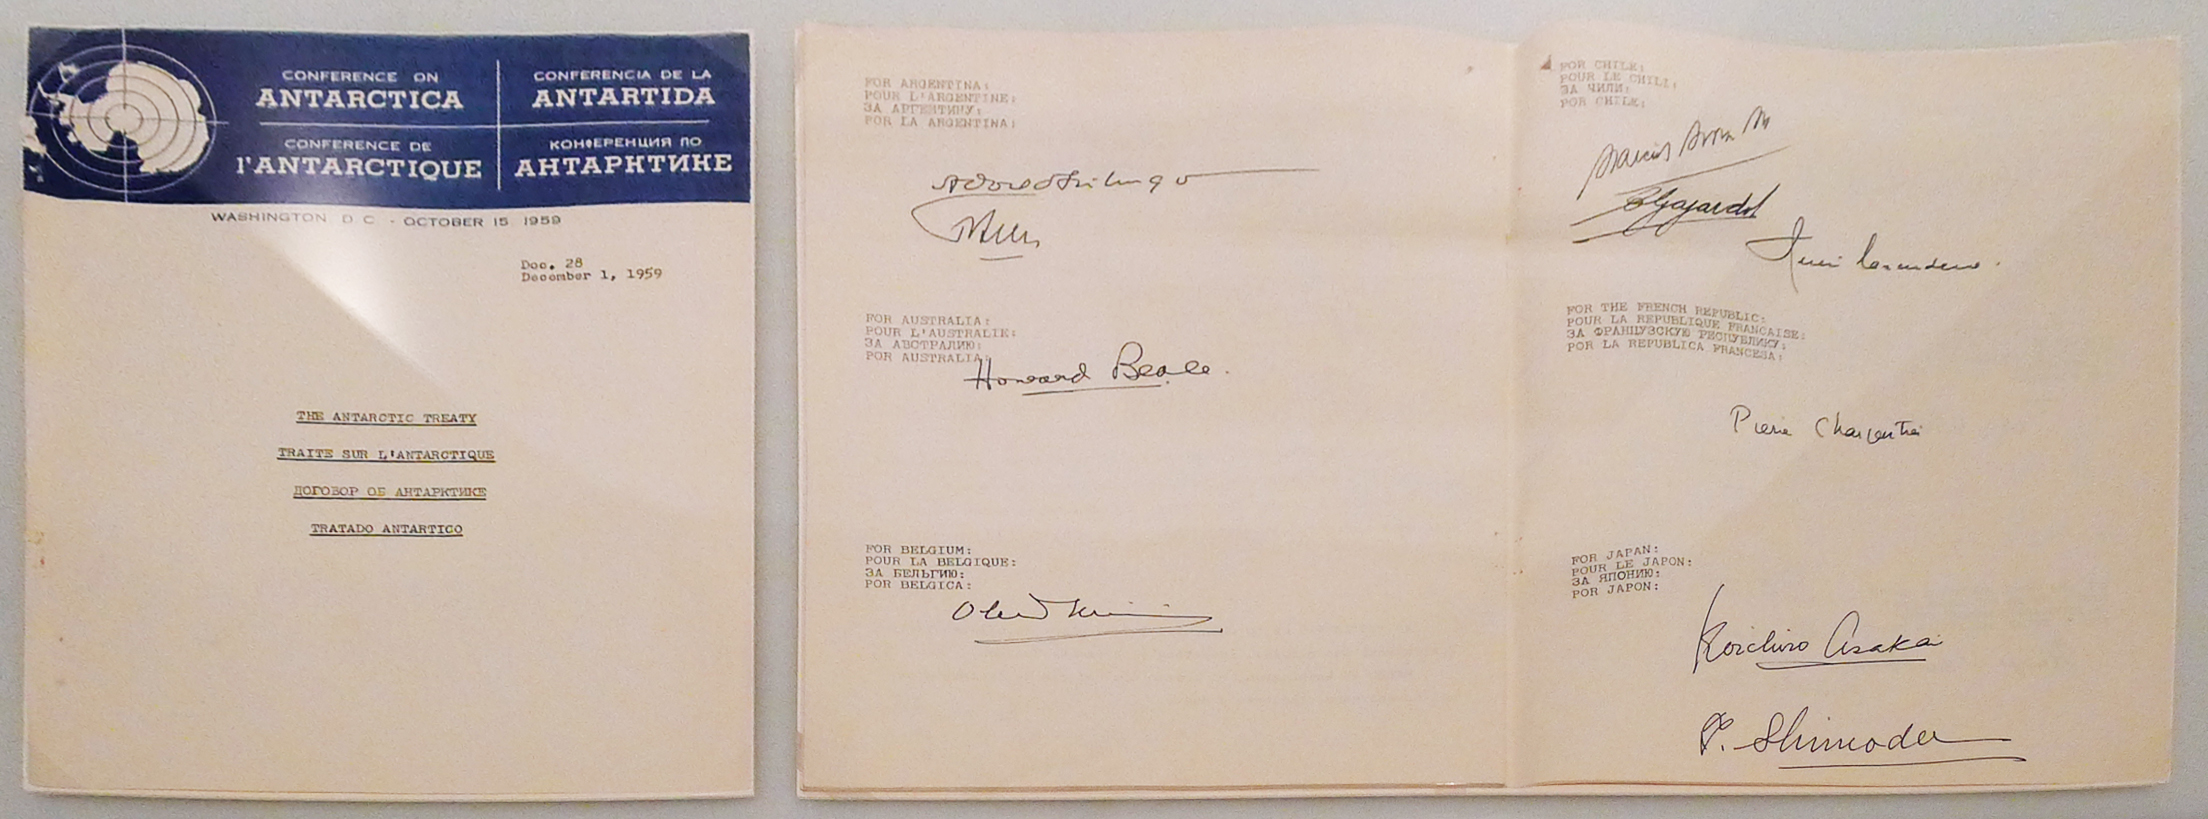 CONFERENCE ON
ANTARCTICA
CONFERENCIA DE LA
ANTARTIDA
CONFERENCE DE
l'ANTARCTIQUE
КОНФЕРЕНЦИЯ ПО
АНТАРКТИКЕ
WASHINGTON D C - OCTOBER 15 1959
Doc. 28
December 1, 1959
THE ANTARCTIC TREATY
TRAITE SUR L'ANTARCTIQUE
ДОГОВОР ОБ АНТАРКТИКЕ
TRATADO ANTARTICO
FOR ARGENTINA:
POUR L'ARGENTINE:
ЗА АРГЕНТИНУ:
POR LA ARGENTINA:
FOR AUSTRALIA:
POUR L'AUSTRALIE:
ЗА АВСТРАЛИЮ:
POR AUSTRALIA:
Howard Beale.
FOR BELGIUM:
POUR LA BELGIQUE:
ЗА БЕЛЬГИЮ:
POR BELGICA:
FOR CHILE:
POUR LE CHILI:
ЗА ЧИЛИ:
POR CHILE:
EGajardo
FOR THE FRENCH REPUBLIC:
POUR LA REPUBLIQUE FRANCAISE:
ЗА ФРАНЦУЗСКУЮ РЕСПУБЛИКУ:
POR LA REPUBLICA FRANCESA:
Pierre Charpentier
FOR JAPAN:
POUR LE JAPON:
ЗА ЯПОНИЮ:
POR JAPON:
Koichiro Asakai
T. Shimoda